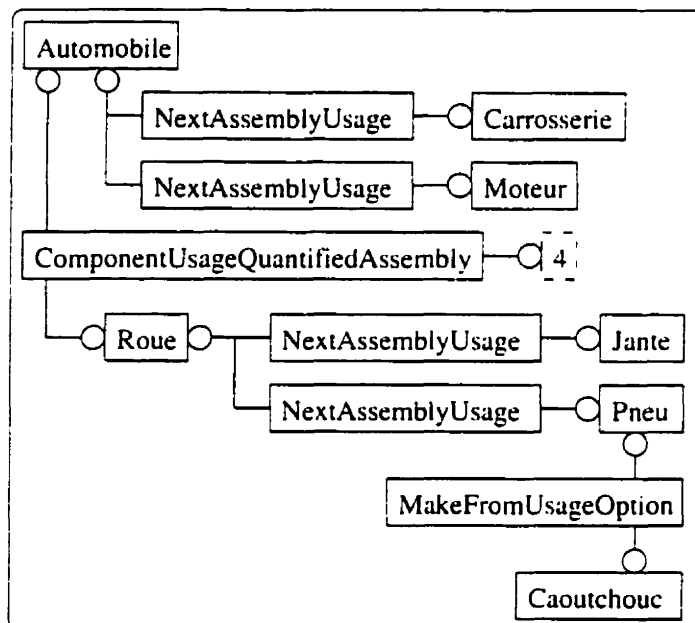 Automobile
NextAssemblyUsage Carrosserie
NextAssemblyUsage Moteur
ComponentUsageQuantifiedAssembly 4
Roue NextAssemblyUsage Jante
NextAssemblyUsage Pneu
MakeFromUsageOption
Caoutchouc